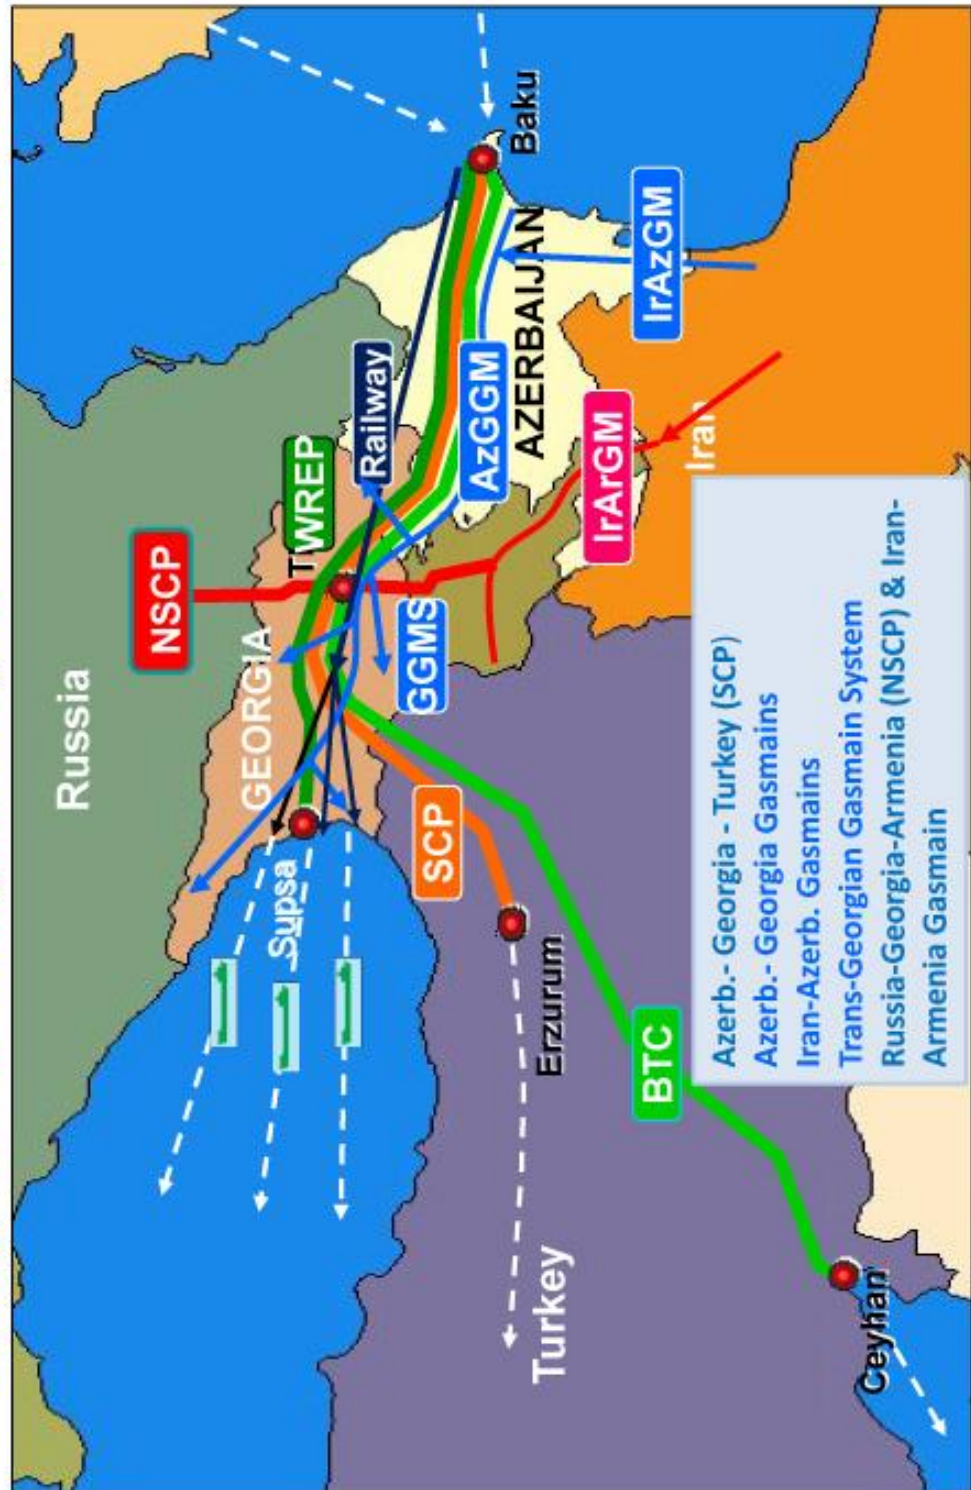 Russia
NSCP
GEORGIA
T
WREP
Railway
Supsa
GGMS
AzGGM
Baku
AZERBAIJAN
SCP
Erzurum
IrArGM
IrAzGM
Turkey
BTC
Iran
Ceyhan
Azerb.- Georgia - Turkey (SCP)
Azerb.- Georgia Gasmains
Iran-Azerb. Gasmains
Trans-Georgian Gasmain System
Russia-Georgia-Armenia (NSCP) & Iran-
Armenia Gasmain